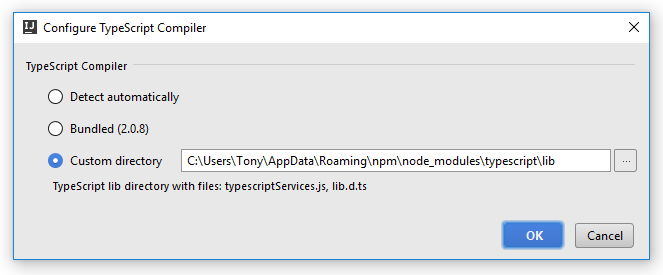 IJ Configure TypeScript Compiler
TypeScript Compiler
Detect automatically
Bundled (2.0.8)
Custom directory C:\Users\Tony\AppData\Roaming\npm\node_modules\typescript\lib ...
TypeScript lib directory with files: typescriptServices.js, lib.d.ts
OK Cancel